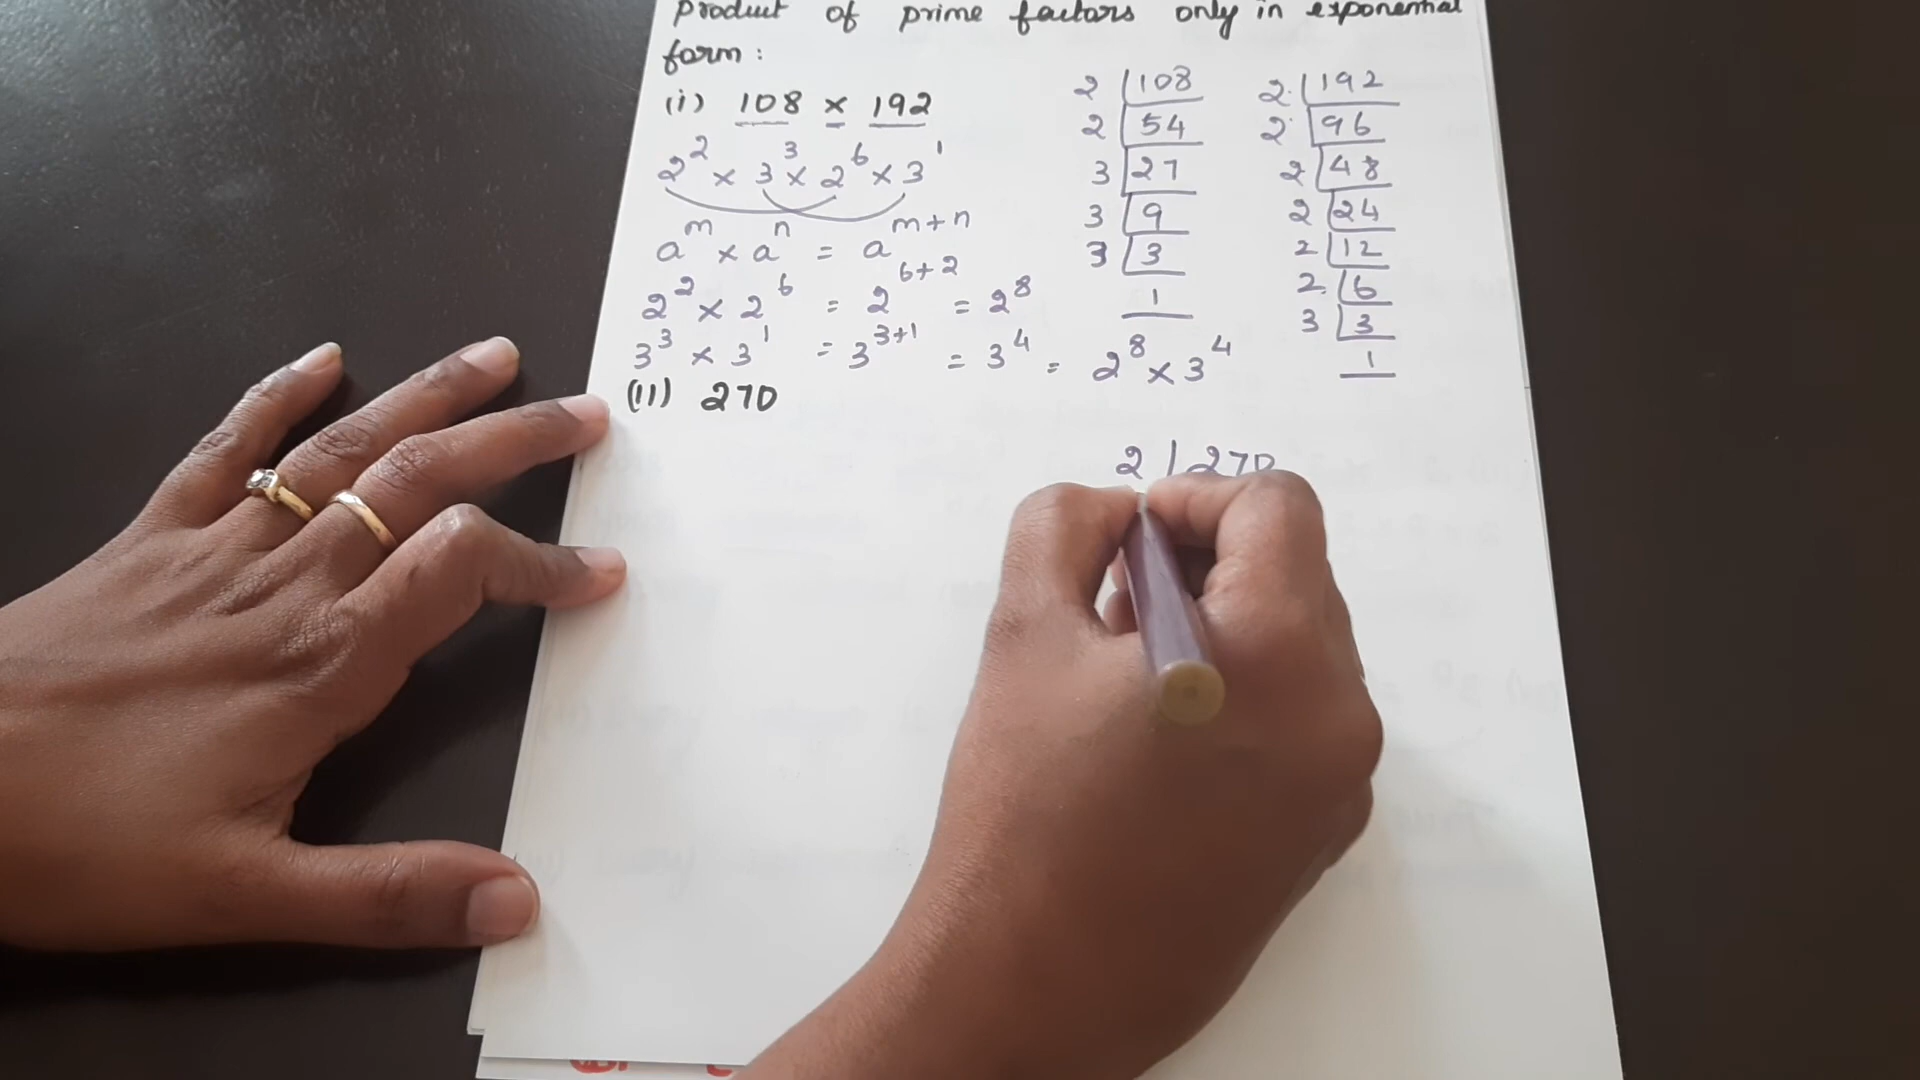 product of prime factors only in exponential
form :
(i) 108 × 192
2² × 3³ × 2⁶ × 3¹
aᵐ × aⁿ = aᵐ⁺ⁿ
2² × 2⁶ = 2⁶⁺² = 2⁸
3³ × 3¹ = 3³⁺¹ = 3⁴ = 2⁸ × 3⁴
(ii) 270
2 | 108
2 | 54
3 | 27
3 | 9
3 | 3
1
2 | 192
2 | 96
2 | 48
2 | 24
2 | 12
2 | 6
3 | 3
1
2 | 270